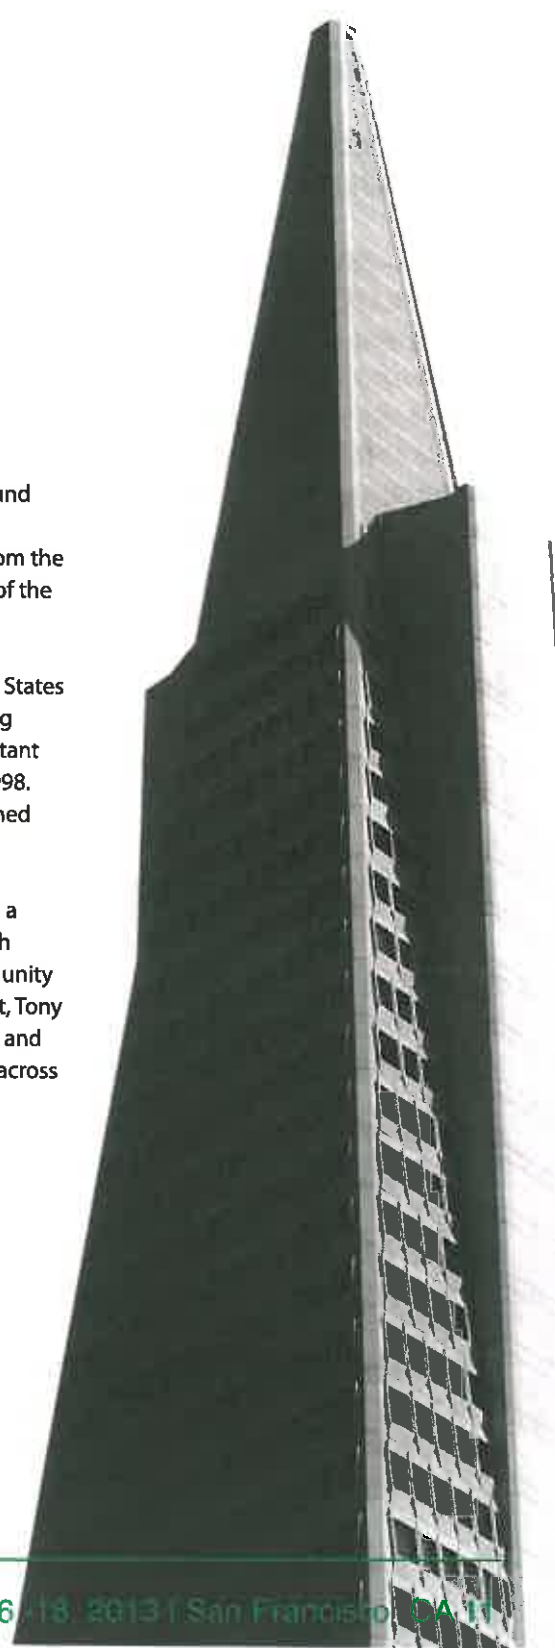 und
om the
of the
States
g
tant
98.
ned
a
h
unity
t, Tony
and
across
6 -18, 2013 | San Francisco, CA 11